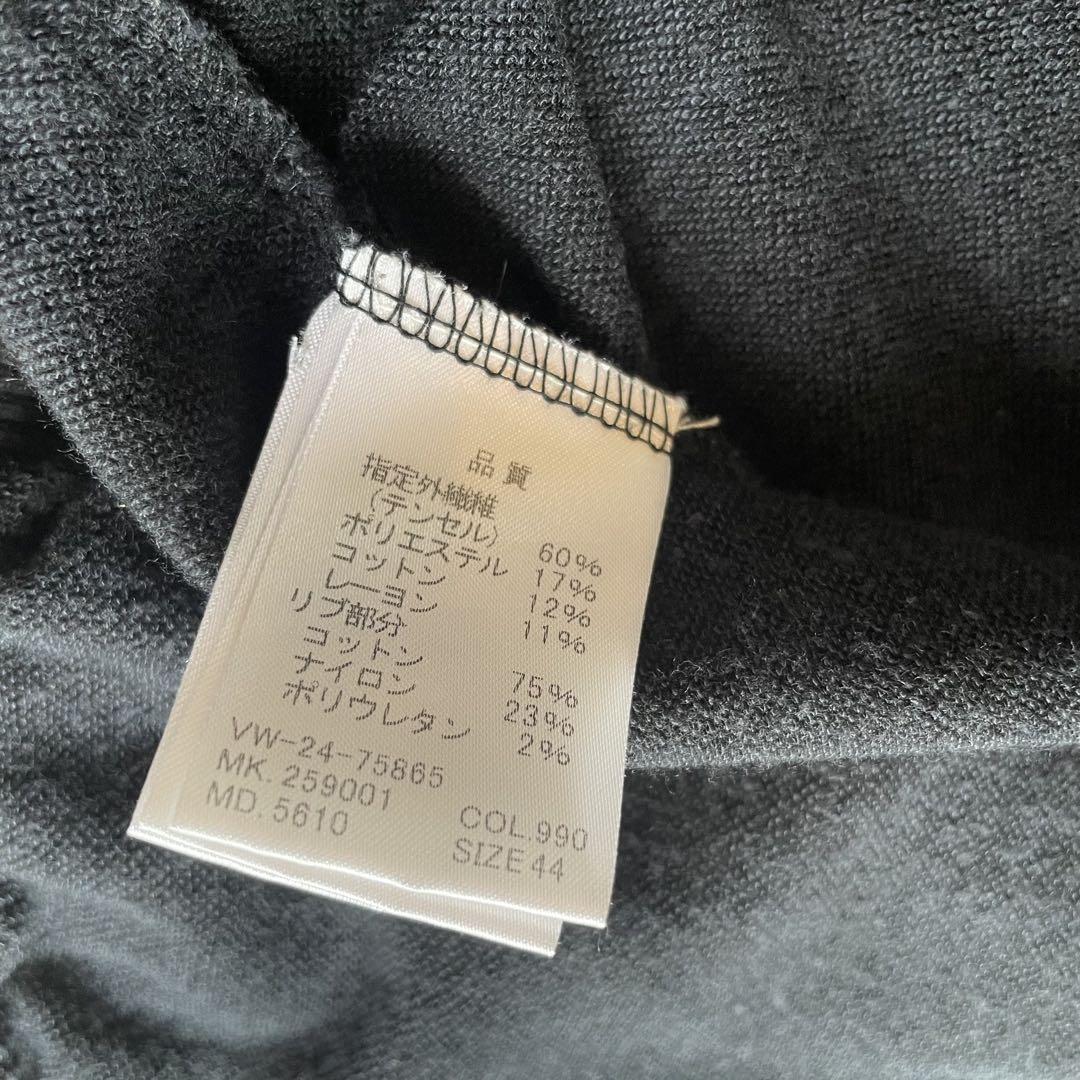 品質
指定外繊維
(テンセル) 60%
ポリエステル 17%
コットン 12%
レーヨン 11%
リブ部分
コットン 75%
ナイロン 23%
ポリウレタン 2%
VW-24-75865
MK. 259001 COL.990
MD. 5610 SIZE 44